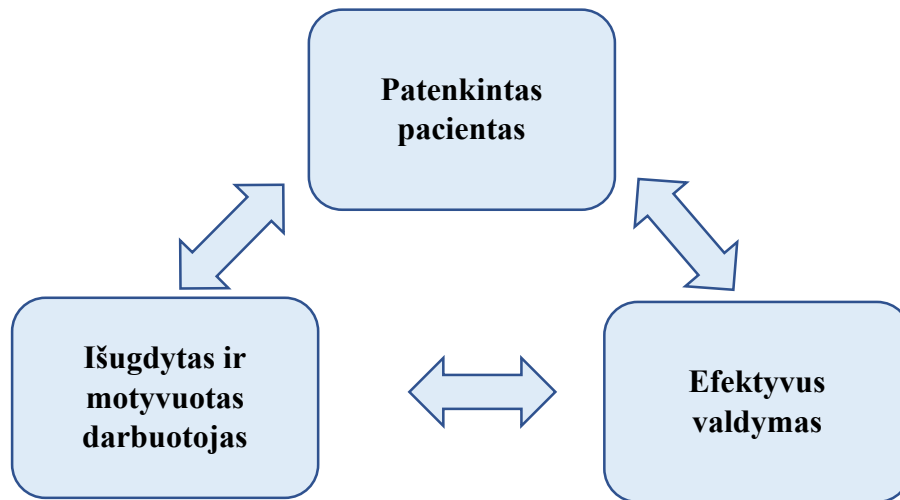 Patenkintas
pacientas
Išugdytas ir
motyvuotas
darbuotojas
Efektyvus
valdymas